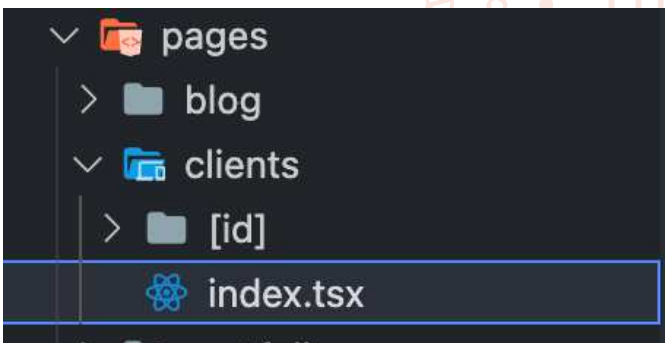 pages
blog
clients
[id]
index.tsx